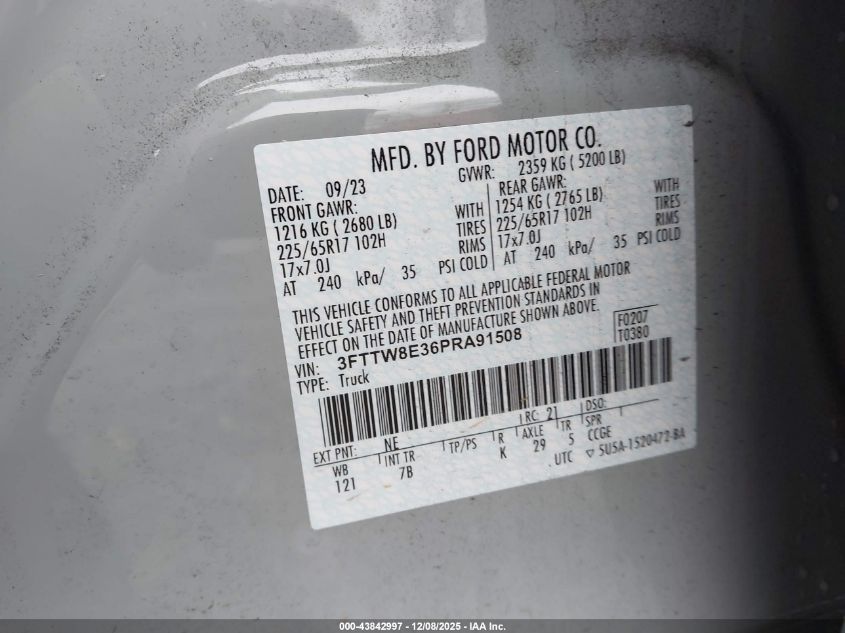 MFD. BY FORD MOTOR CO.
DATE: 09/23 GVWR: 2359 KG ( 5200 LB)
FRONT GAWR: REAR GAWR:
1216 KG ( 2680 LB) WITH 1254 KG ( 2765 LB) WITH
225/65R17 102H TIRES 225/65R17 102H TIRES
17x7.0J RIMS 17x7.0J RIMS
AT 240 kPa/ 35 PSI COLD AT 240 kPa/ 35 PSI COLD
THIS VEHICLE CONFORMS TO ALL APPLICABLE FEDERAL MOTOR
VEHICLE SAFETY AND THEFT PREVENTION STANDARDS IN
EFFECT ON THE DATE OF MANUFACTURE SHOWN ABOVE.
VIN: 3FTTW8E36PRA91508 F0207
TYPE: Truck T0380
EXT PNT: NE RC: 21 DSO:
WB INT TR TP/PS R AXLE TR SPR
121 7B K 29 5 CCGE
UTC ▽ 5U5A-1520472-BA
000-43842997 - 12/08/2025 - IAA Inc.